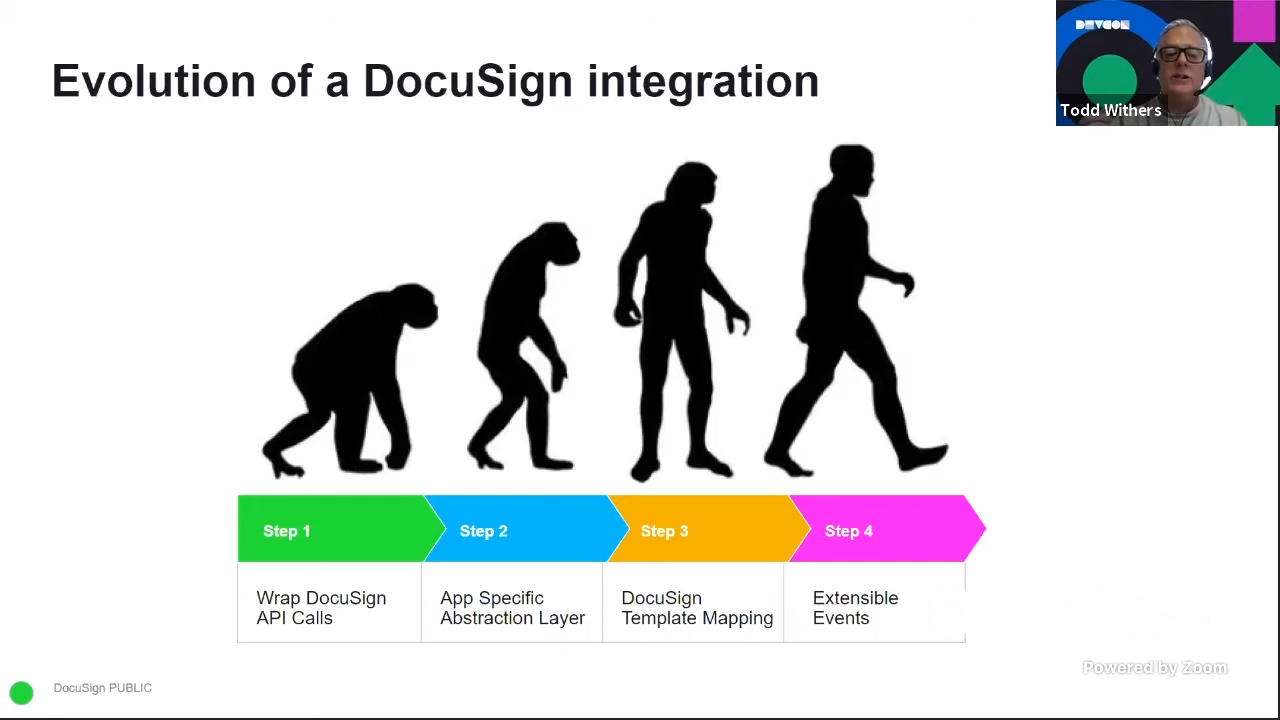 Evolution of a DocuSign integration
DEVCON
Todd Withers
Step 1
Step 2
Step 3
Step 4
Wrap DocuSign
API Calls
App Specific
Abstraction Layer
DocuSign
Template Mapping
Extensible
Events
DocuSign PUBLIC
Powered by Zoom